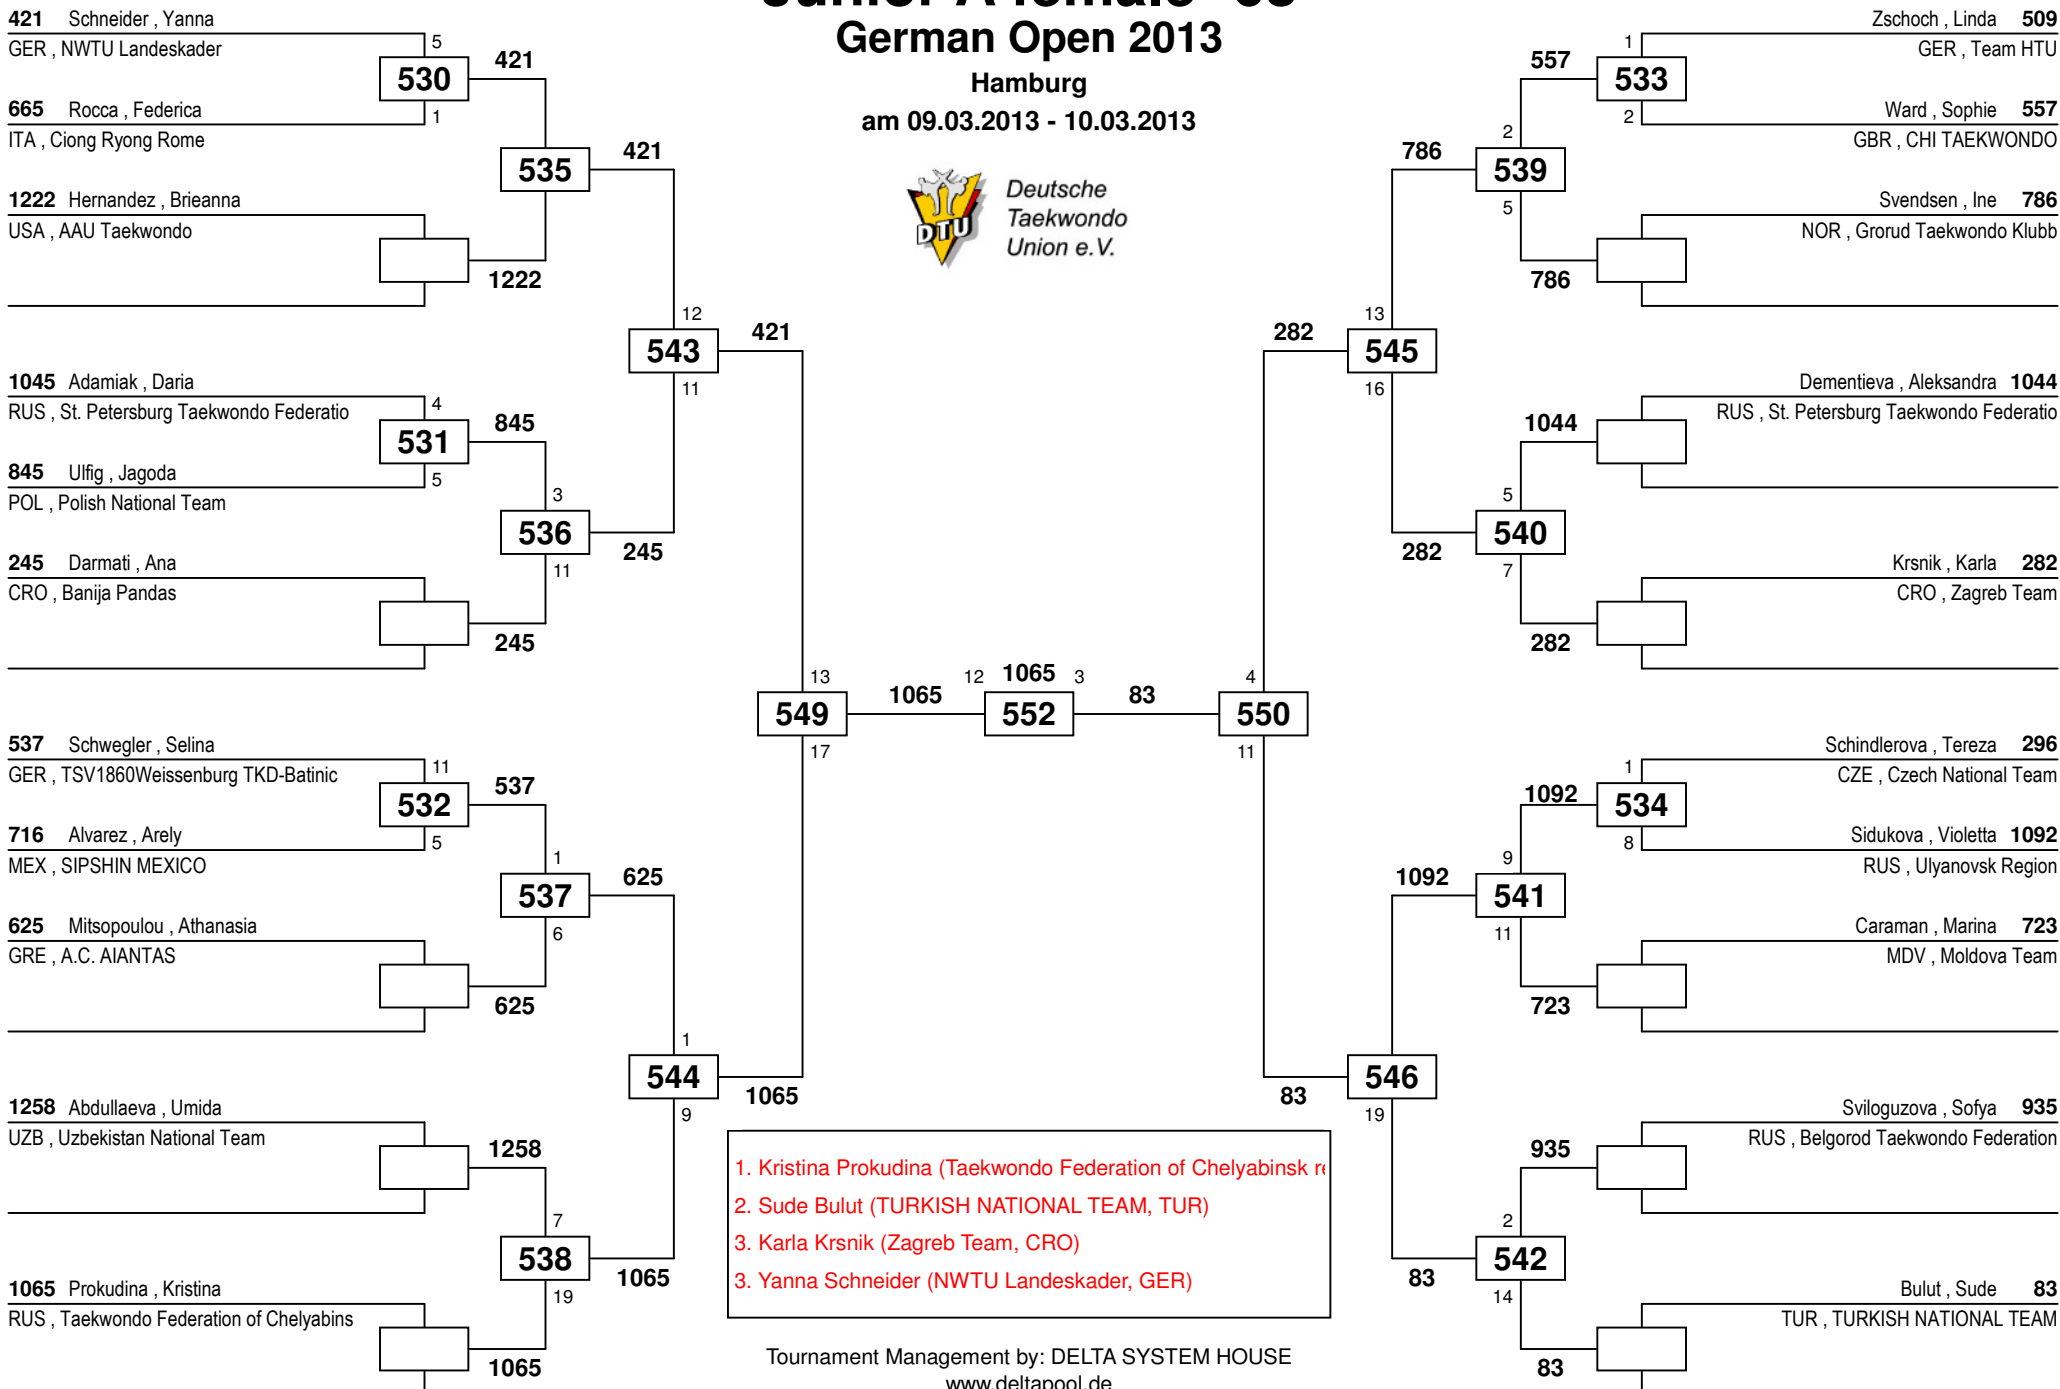 German Open 2013
Hamburg
am 09.03.2013 - 10.03.2013
DTU
Deutsche
Taekwondo
Union e.V.
421 Schneider , Yanna
GER , NWTU Landeskader
5
530
421
665 Rocca , Federica
1
ITA , Ciong Ryong Rome
535
421
1222 Hernandez , Brieanna
USA , AAU Taekwondo
1222
12
543
421
11
1045 Adamiak , Daria
RUS , St. Petersburg Taekwondo Federatio
4
531
845
845 Ulfig , Jagoda
5
POL , Polish National Team
3
536
245
11
245 Darmati , Ana
CRO , Banija Pandas
245
13
549
1065
17
537 Schwegler , Selina
GER , TSV1860Weissenburg TKD-Batinic
11
532
537
716 Alvarez , Arely
5
MEX , SIPSHIN MEXICO
1
537
625
6
625 Mitsopoulou , Athanasia
GRE , A.C. AIANTAS
625
1
544
1065
9
1258 Abdullaeva , Umida
UZB , Uzbekistan National Team
1258
7
538
1065
19
1065 Prokudina , Kristina
RUS , Taekwondo Federation of Chelyabins
1065
12 1065 3
552
Zschoch , Linda 509
GER , Team HTU
1
533
557
Ward , Sophie 557
2
GBR , CHI TAEKWONDO
2
539
786
5
Svendsen , Ine 786
NOR , Grorud Taekwondo Klubb
786
13
545
282
16
Dementieva , Aleksandra 1044
RUS , St. Petersburg Taekwondo Federatio
1044
5
540
282
7
Krsnik , Karla 282
CRO , Zagreb Team
282
4
550
83
11
Schindlerova , Tereza 296
CZE , Czech National Team
1
534
1092
Sidukova , Violetta 1092
8
RUS , Ulyanovsk Region
9
541
1092
11
Caraman , Marina 723
MDV , Moldova Team
723
546
83
19
Sviloguzova , Sofya 935
RUS , Belgorod Taekwondo Federation
935
2
542
83
14
Bulut , Sude 83
TUR , TURKISH NATIONAL TEAM
83
1. Kristina Prokudina (Taekwondo Federation of Chelyabinsk
2. Sude Bulut (TURKISH NATIONAL TEAM, TUR)
3. Karla Krsnik (Zagreb Team, CRO)
3. Yanna Schneider (NWTU Landeskader, GER)
Tournament Management by: DELTA SYSTEM HOUSE
www.deltapool.de